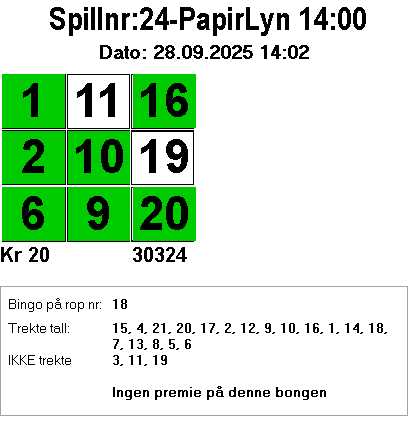 Spillnr:24-PapirLyn 14:00
Dato: 28.09.2025 14:02
1 11 16
2 10 19
6 9 20
Kr 20 30324
Bingo på rop nr: 18
Trekte tall: 15, 4, 21, 20, 17, 2, 12, 9, 10, 16, 1, 14, 18,
7, 13, 8, 5, 6
IKKE trekte 3, 11, 19
Ingen premie på denne bongen